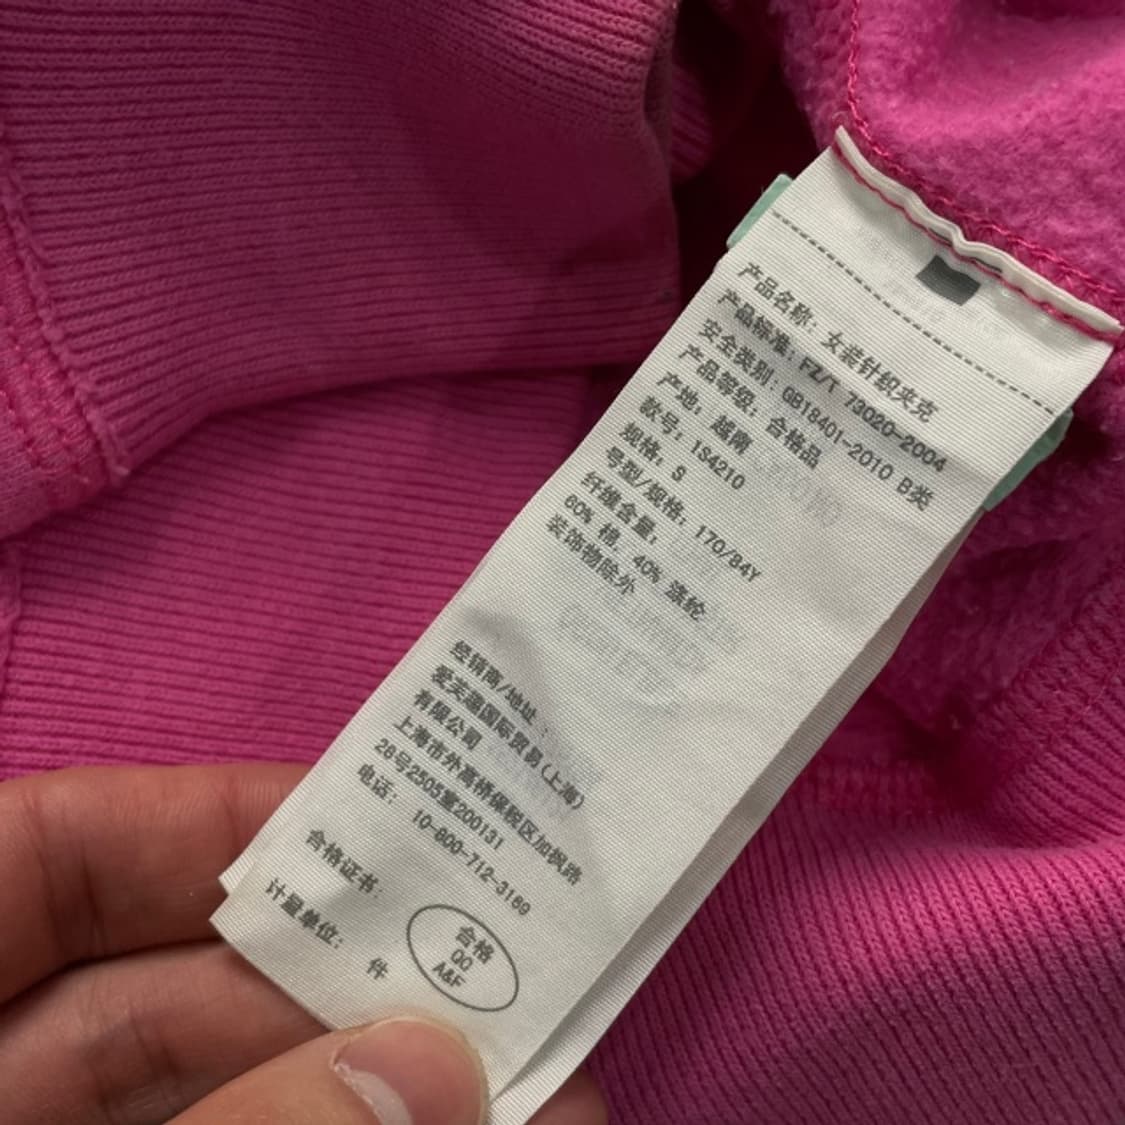 产品名称: 女装针织夹克
产品标准: FZ/T 73020-2004
安全类别: GB18401-2010 B类
产品等级: 合格品
产地: 越南
款号: 1S4210
规格: S
号型/规格: 170/84Y
纤维含量:
60% 棉, 40% 涤纶
装饰物除外
经销商/地址:
爱芙趣国际贸易(上海)
有限公司
上海市外高桥保税区加枫路
28号2505室200131
电话: 10-800-712-3189
合格证书:
合格
QC
A&F
计量单位: 件